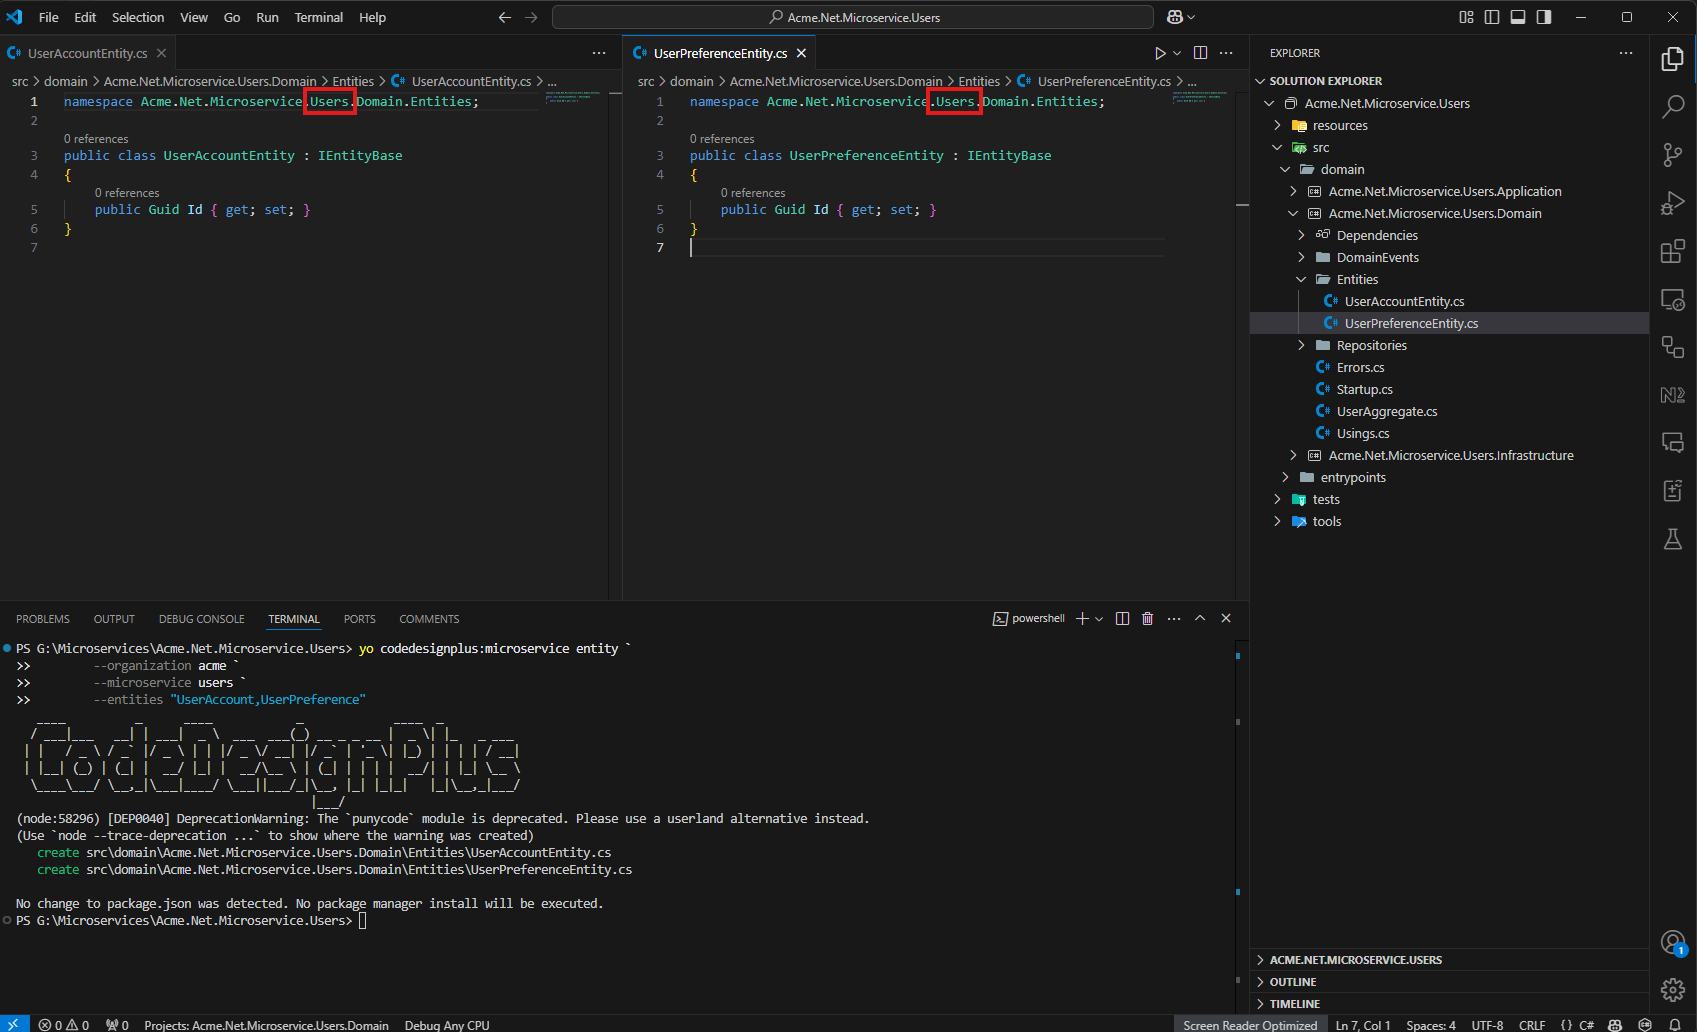 File Edit Selection View Go Run Terminal Help
Acme.Net.Microservice.Users
UserAccountEntity.cs
src > domain > Acme.Net.Microservice.Users.Domain > Entities > UserAccountEntity.cs > ...
1 namespace Acme.Net.Microservice.Users.Domain.Entities;
2
0 references
3 public class UserAccountEntity : IEntityBase
4 {
0 references
5 public Guid Id { get; set; }
6 }
7
UserPreferenceEntity.cs
src > domain > Acme.Net.Microservice.Users.Domain > Entities > UserPreferenceEntity.cs > ...
1 namespace Acme.Net.Microservice.Users.Domain.Entities;
2
0 references
3 public class UserPreferenceEntity : IEntityBase
4 {
0 references
5 public Guid Id { get; set; }
6 }
7
EXPLORER
SOLUTION EXPLORER
Acme.Net.Microservice.Users
resources
src
domain
Acme.Net.Microservice.Users.Application
Acme.Net.Microservice.Users.Domain
Dependencies
DomainEvents
Entities
UserAccountEntity.cs
UserPreferenceEntity.cs
Repositories
Errors.cs
Startup.cs
UserAggregate.cs
Usings.cs
Acme.Net.Microservice.Users.Infrastructure
entrypoints
tests
tools
ACME.NET.MICROSERVICE.USERS
OUTLINE
TIMELINE
1
PROBLEMS OUTPUT DEBUG CONSOLE TERMINAL PORTS COMMENTS
powershell
PS G:\Microservices\Acme.Net.Microservice.Users> yo codedesignplus:microservice entity `
>> --organization acme `
>> --microservice users `
>> --entities "UserAccount,UserPreference"
CodeDesignPlus
(node:58296) [DEP0040] DeprecationWarning: The `punycode` module is deprecated. Please use a userland alternative instead.
(Use `node --trace-deprecation ...` to show where the warning was created)
create src\domain\Acme.Net.Microservice.Users.Domain\Entities\UserAccountEntity.cs
create src\domain\Acme.Net.Microservice.Users.Domain\Entities\UserPreferenceEntity.cs
No change to package.json was detected. No package manager install will be executed.
PS G:\Microservices\Acme.Net.Microservice.Users>
0 0 0 Projects: Acme.Net.Microservice.Users.Domain Debug Any CPU
Screen Reader Optimized Ln 7, Col 1 Spaces: 4 UTF-8 CRLF {} C#